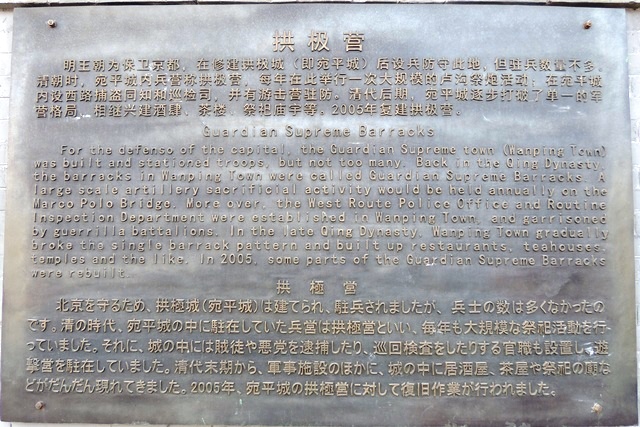 拱极营
明王朝为保卫京都，在修建拱极城（即宛平城）后设兵防守此地，但驻兵数量不多。
清朝时，宛平城内兵营称拱极营，每年在此举行一次大规模的卢沟祭炮活动；在宛平城
内设西路捕盗同知和巡检司，并有游击营驻防。清代后期，宛平城逐步打破了单一的军
营格局，相继兴建酒肆、茶楼、祭祀庙宇等。2005年复建拱极营。
Guardian Supreme Barracks
For the defense of the capital, the Guardian Supreme town (Wanping Town)
was built and stationed troops, but not too many. Back in the Qing Dynasty,
the barracks in Wanping Town were called Guardian Supreme Barracks. A
large scale artillery sacrificial activity would be held annually on the
Marco Polo Bridge. More over, the West Route Police Office and Routine
Inspection Department were established in Wanping Town, and garrisoned
by guerrilla battalions. In the late Qing Dynasty, Wanping Town gradually
broke the single barrack pattern and built up restaurants, teahouses,
temples and the like. In 2005, some parts of the Guardian Supreme Barracks
were rebuilt.
拱極営
北京を守るため、拱極城(宛平城)は建てられ、駐兵されましたが、兵士の数は多くなかったの
です。清の時代、宛平城の中に駐在していた兵営は拱極営といい、毎年も大規模な祭祀活動を行
っていました。それに、城の中には賊徒や悪党を逮捕したり、巡回検査をしたりする官職も設置し、遊
撃営を駐在していました。清代末期から、軍事施設のほかに、城の中に居酒屋、茶屋や祭祀の廟な
どがだんだん現れてきました。2005年、宛平城の拱極営に対して復旧作業が行われました。